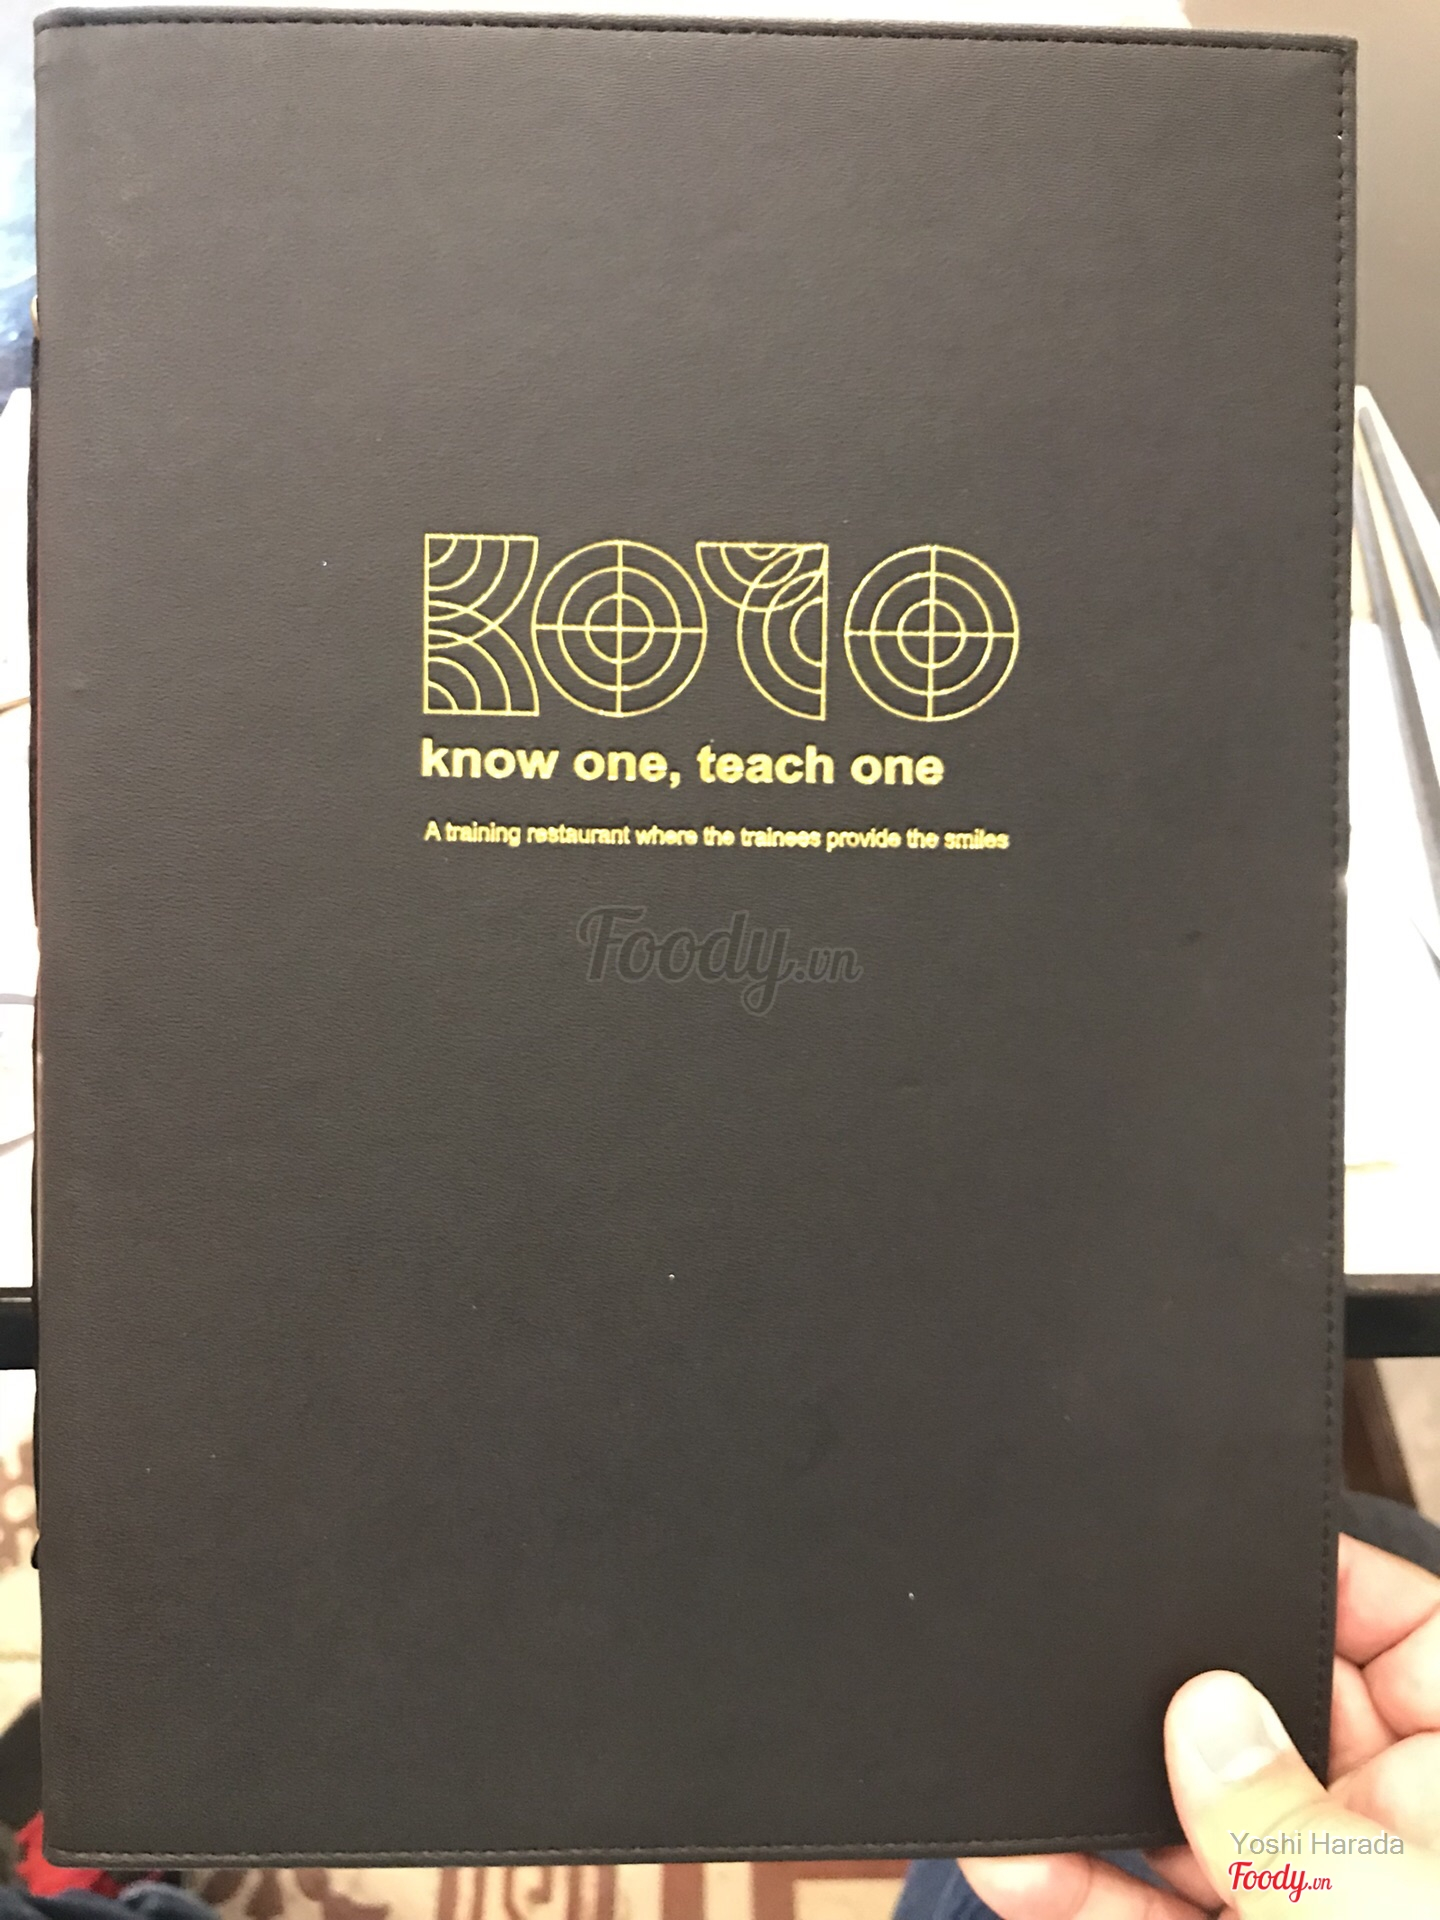 KOTO
know one, teach one
A training restaurant where the trainees provide the smiles
Foody.vn
Yoshi Harada
Foody.vn